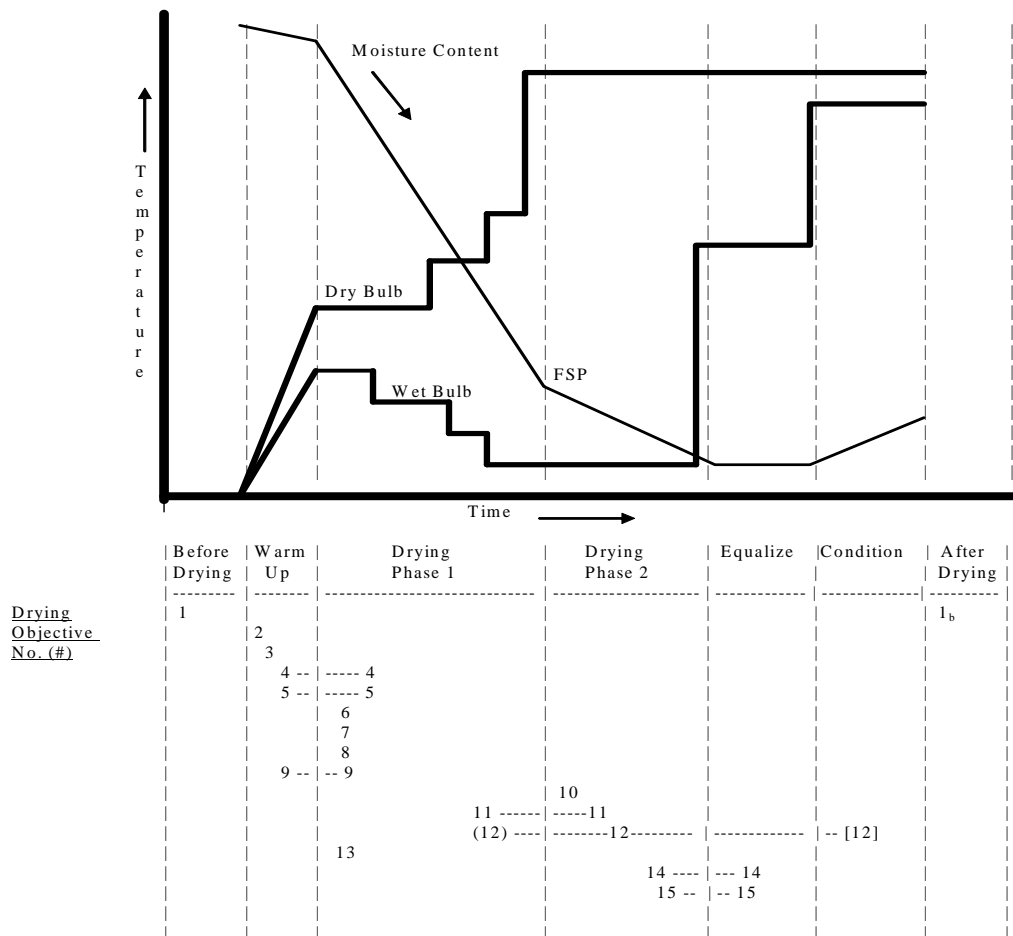 Moisture Content
Temperature
Dry Bulb
FSP
Wet Bulb
Time
Before Warm Drying Drying Equalize Condition After
Drying Up Phase 1 Phase 2 Drying
Drying 1 1b
Objective 2
No. (#) 3
4 -- ----- 4
5 -- ----- 5
6
7
8
9 -- -- 9
10
11 ------ -----11
(12) ---- --------12--------- ------------- -- [12]
13
14 ---- --- 14
15 -- -- 15